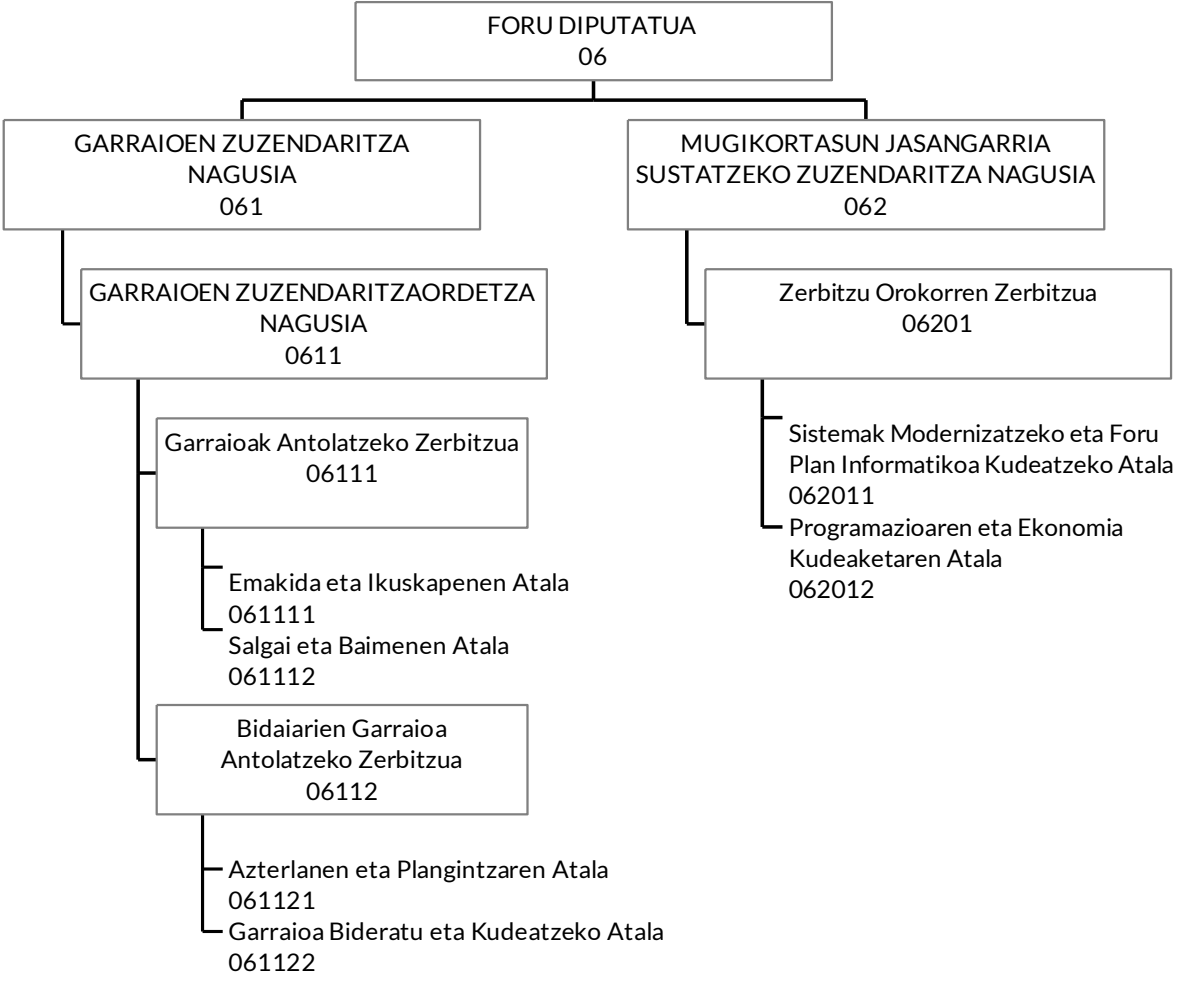 FORU DIPUTATUA
06
GARRAIOEN ZUZENDARITZA
NAGUSIA
061
GARRAIOEN ZUZENDARITZAORDETZA
NAGUSIA
0611
Garraioak Antolatzeko Zerbitzua
06111
Emakida eta Ikuskapenen Atala
061111
Salgai eta Baimenen Atala
061112
Bidaiarien Garraioa
Antolatzeko Zerbitzua
06112
Azterlanen eta Plangintzaren Atala
061121
Garraioa Bideratu eta Kudeatzeko Atala
061122
MUGIKORTASUN JASANGARRIA
SUSTATZEKO ZUZENDARITZA NAGUSIA
062
Zerbitzu Orokorren Zerbitzua
06201
Sistemak Modernizatzeko eta Foru
Plan Informatikoa Kudeatzeko Atala
062011
Programazioaren eta Ekonomia
Kudeaketaren Atala
062012